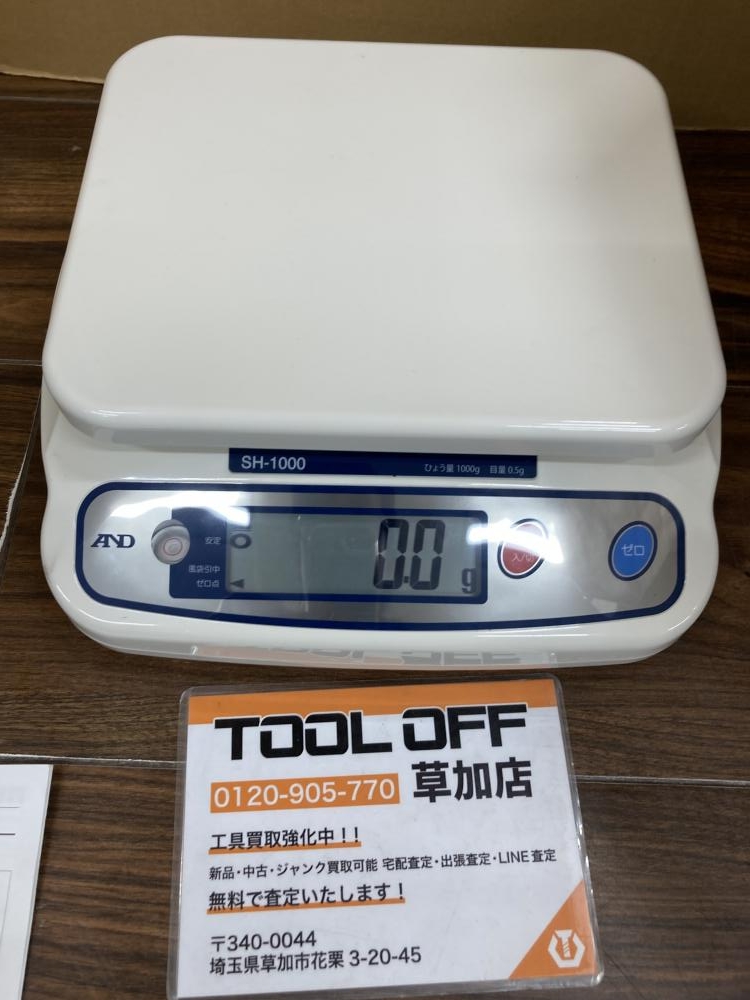 SH-1000
ひょう量 1000g 目量 0.5g
AND
安定
風袋引中
ゼロ点
0.0 g
入/切
ゼロ
TOOL OFF
0120-905-770 草加店
工具買取強化中!!
新品・中古・ジャンク買取可能 宅配査定・出張査定・LINE査定
無料で査定いたします!
〒340-0044
埼玉県草加市花栗 3-20-45